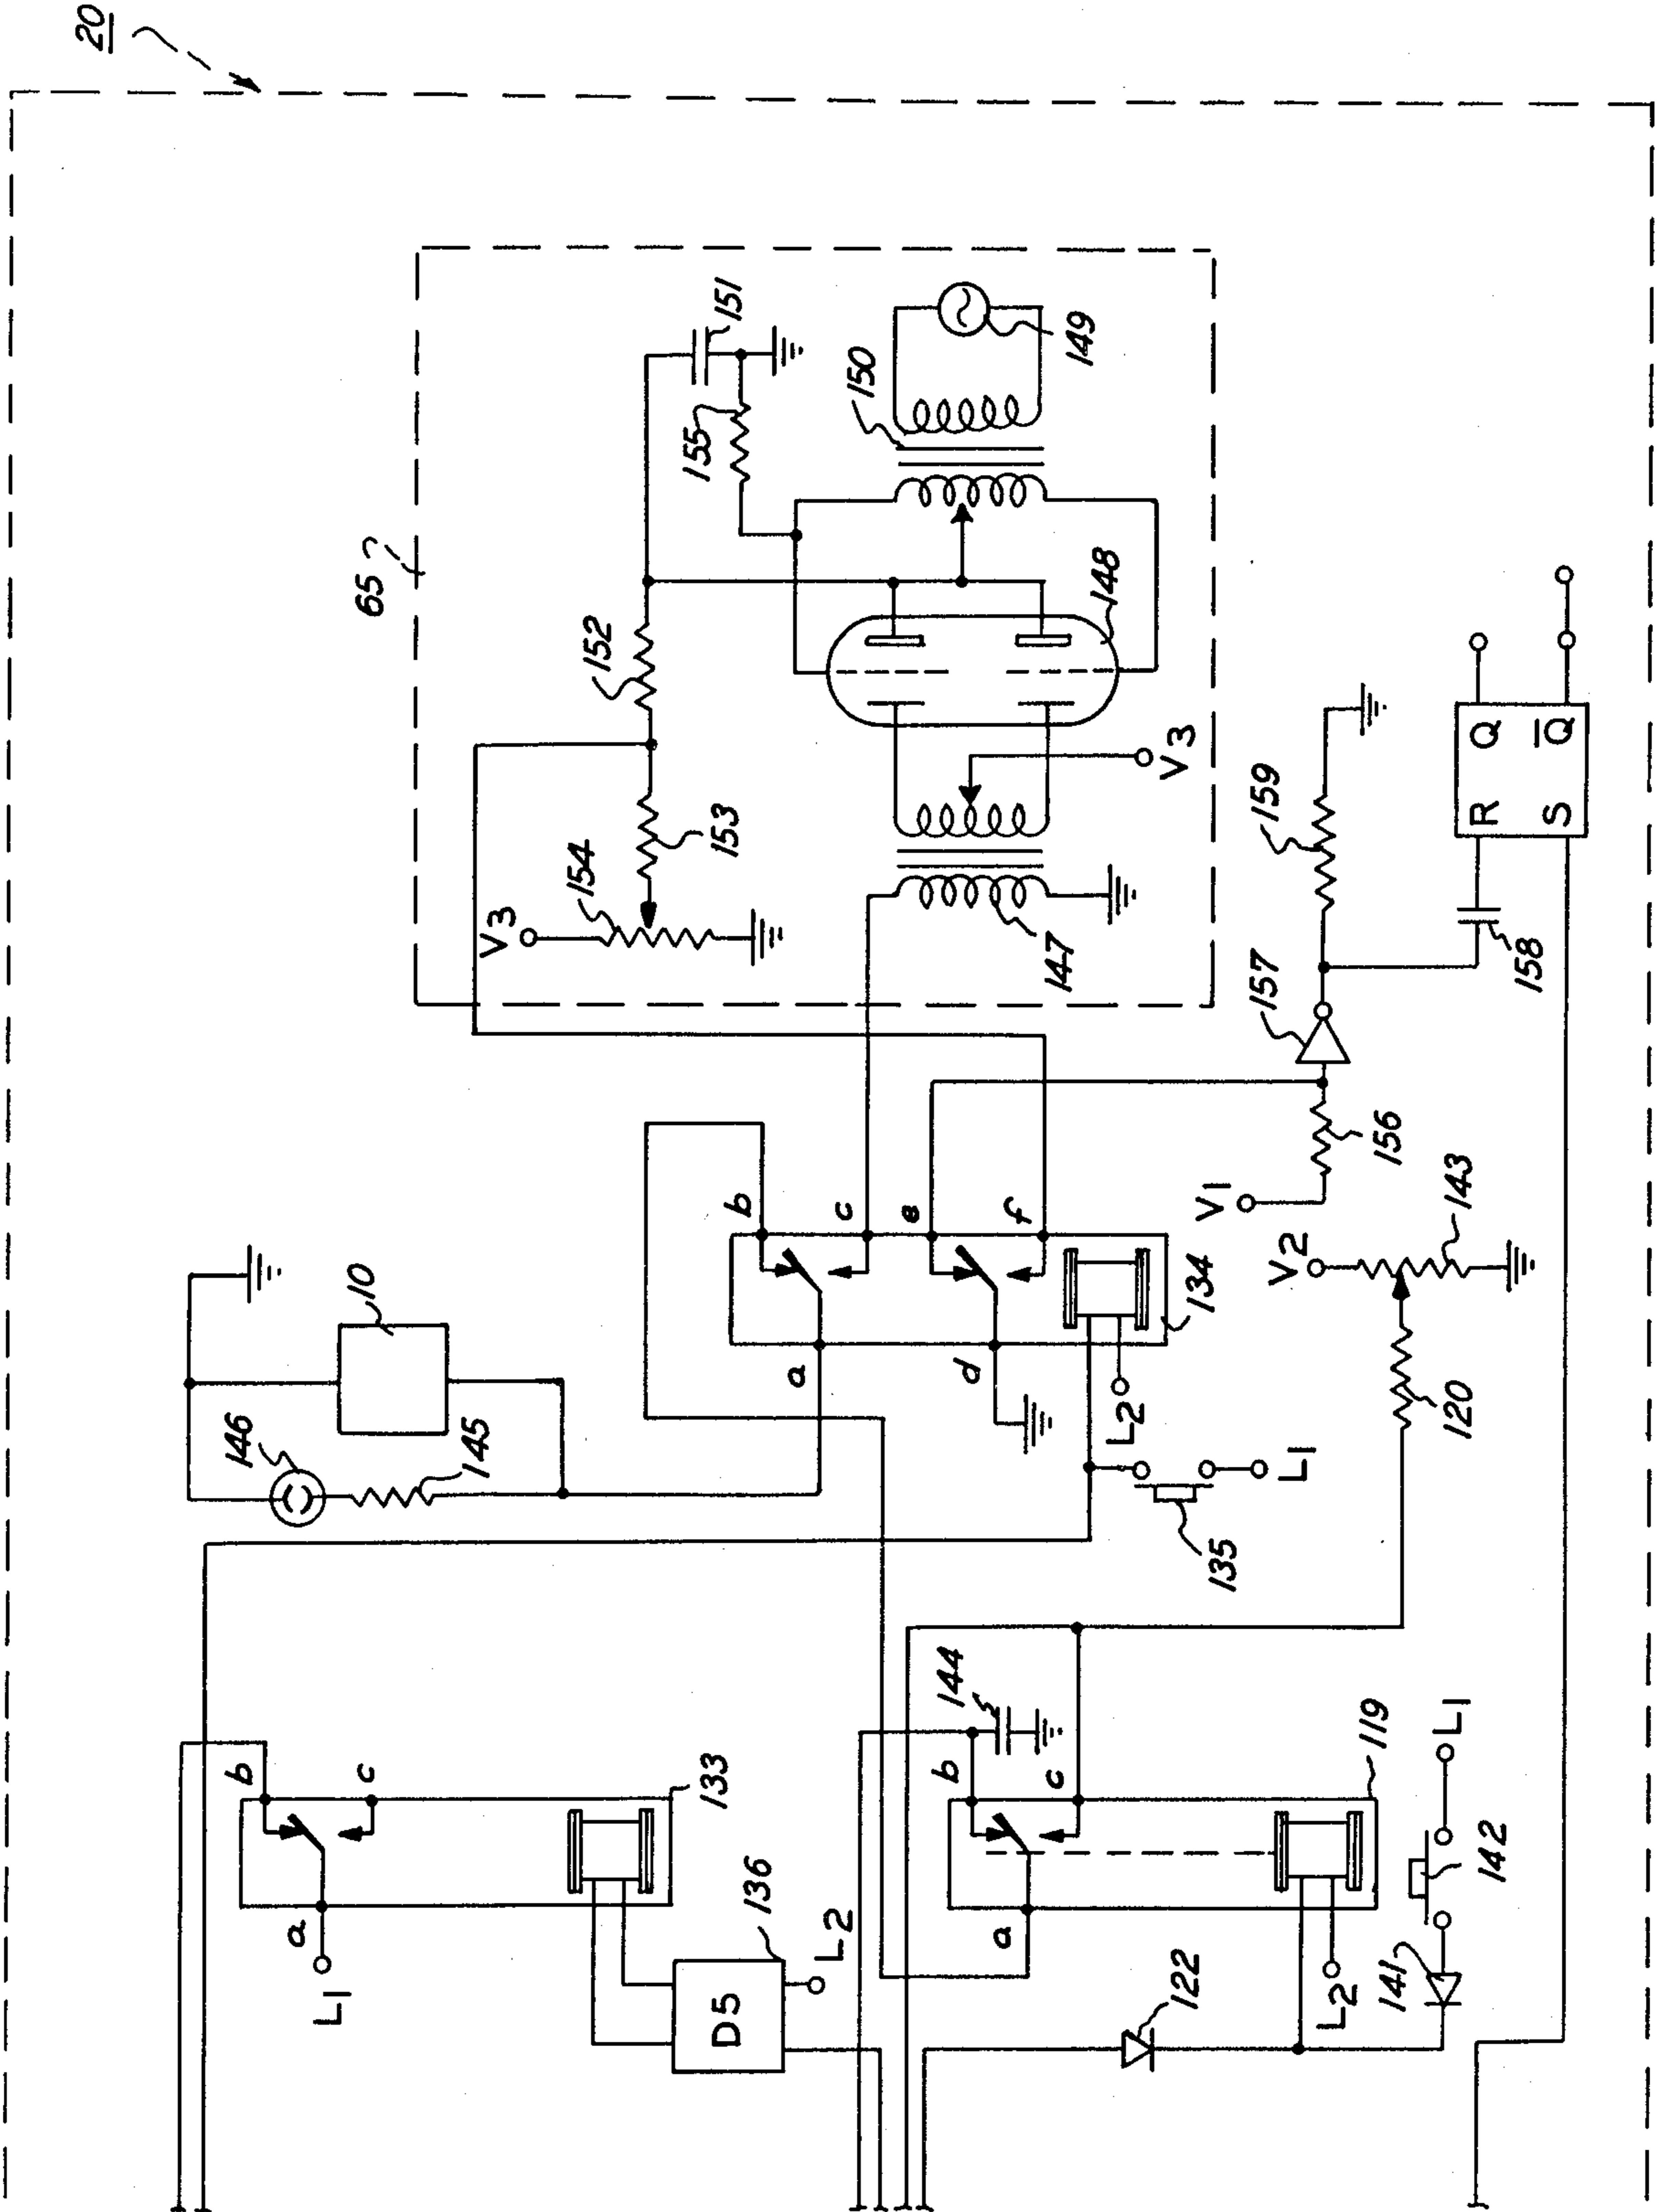 20
65
151
155
150
149
152
153
154
V3
148
V3
147
159
157
158
R Q
S Q̅
10
146
145
b
c
e
f
a
d
134
L2
135
L1
V1
156
V2
143
120
b
c
a
L1
133
136
D5
L2
144
b
c
a
119
L2
122
141
142
L1